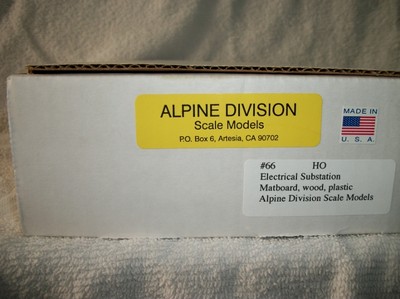 ALPINE DIVISION
Scale Models
P.O. Box 6, Artesia, CA 90702
MADE IN
U.S.A.
#66 HO
Electrical Substation
Matboard, wood, plastic
Alpine Division Scale Models